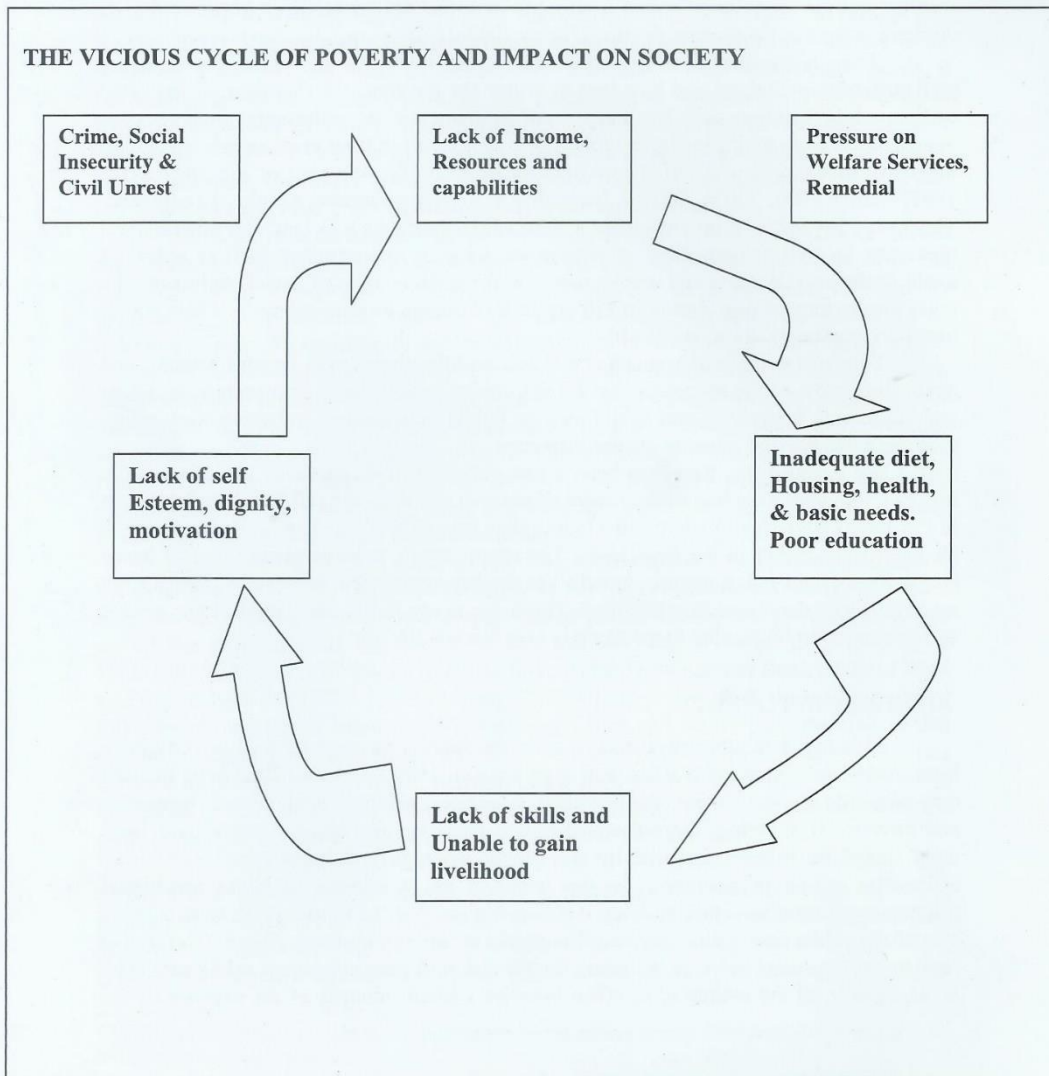 THE VICIOUS CYCLE OF POVERTY AND IMPACT ON SOCIETY
Crime, Social
Insecurity &
Civil Unrest
Lack of Income,
Resources and
capabilities
Pressure on
Welfare Services,
Remedial
Inadequate diet,
Housing, health,
& basic needs.
Poor education
Lack of skills and
Unable to gain
livelihood
Lack of self
Esteem, dignity,
motivation